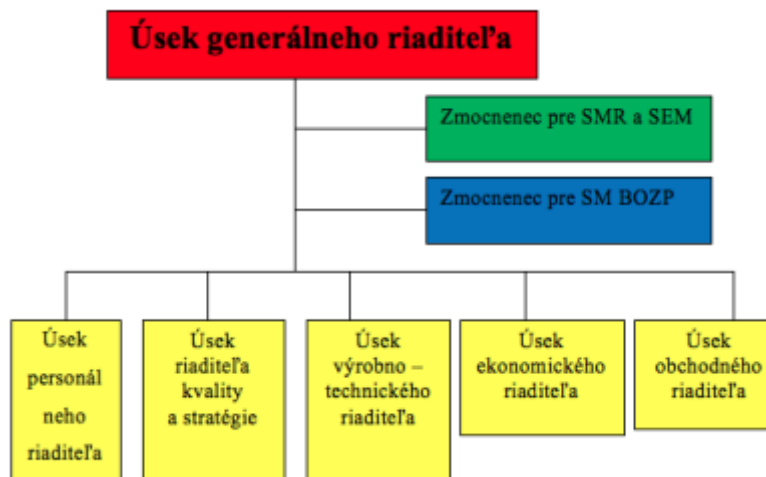 Úsek generálneho riaditeľa
Zmocnenec pre SMR a SEM
Zmocnenec pre SM BOZP
Úsek
personál
neho
riaditeľa
Úsek
riaditeľa
kvality
a stratégie
Úsek
výrobno –
technického
riaditeľa
Úsek
ekonomického
riaditeľa
Úsek
obchodného
riaditeľa